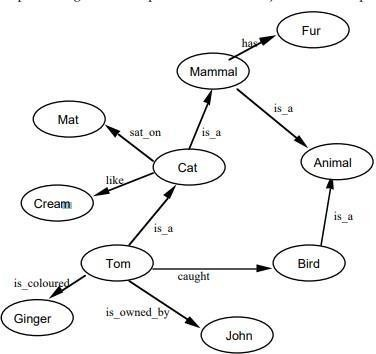 Fur
has
Mammal
is_a
Mat
sat_on
is_a
Cat
Animal
like
Cream
is_a
is_a
Tom
caught
Bird
is_coloured
is_owned_by
Ginger
John